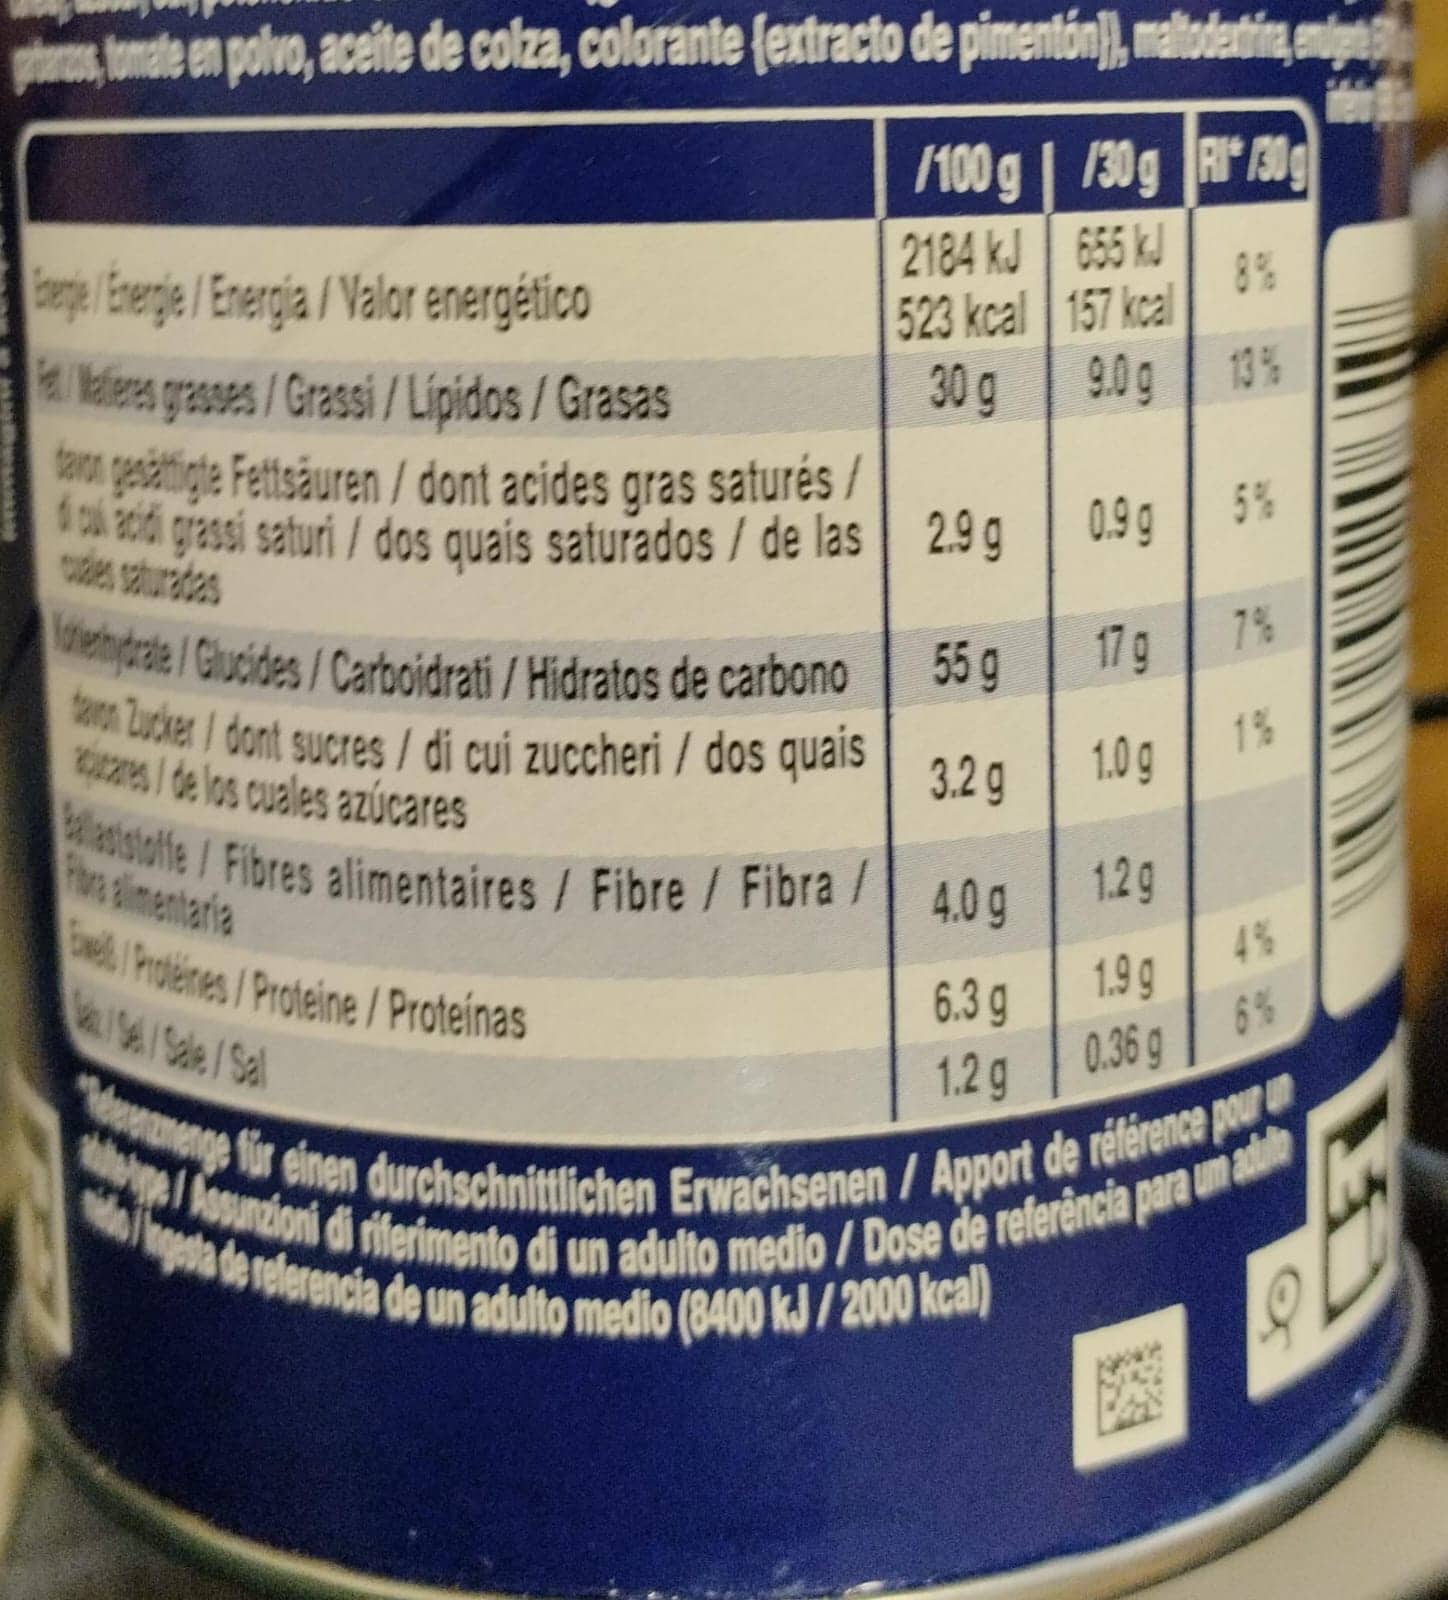 tomate en polvo, aceite de colza, colorante (extracto de pimentón)), maltodextrina,
/100 g | /30 g RI* /30 g
Energie / Énergie / Energia / Valor energético 2184 kJ 655 kJ 8 %
523 kcal 157 kcal
Fett / Matières grasses / Grassi / Lípidos / Grasas 30 g 9.0 g 13 %
davon gesättigte Fettsäuren / dont acides gras saturés /
di cui acidi grassi saturi / dos quais saturados / de las 2.9 g 0.9 g 5 %
cuales saturadas
Kohlenhydrate / Glucides / Carboidrati / Hidratos de carbono 55 g 17 g 7 %
davon Zucker / dont sucres / di cui zuccheri / dos quais
açúcares / de los cuales azúcares 3.2 g 1.0 g 1 %
Ballaststoffe / Fibres alimentaires / Fibre / Fibra /
Fibra alimentaria 4.0 g 1.2 g
Eiweiß / Protéines / Proteine / Proteínas 6.3 g 1.9 g 4 %
Salz / Sel / Sale / Sal 1.2 g 0.36 g 6 %
*Referenzmenge für einen durchschnittlichen Erwachsenen / Apport de référence pour un
adulte-type / Assunzioni di riferimento di un adulto medio / Dose de referência para um adulto
médio / Ingesta de referencia de un adulto medio (8400 kJ / 2000 kcal)